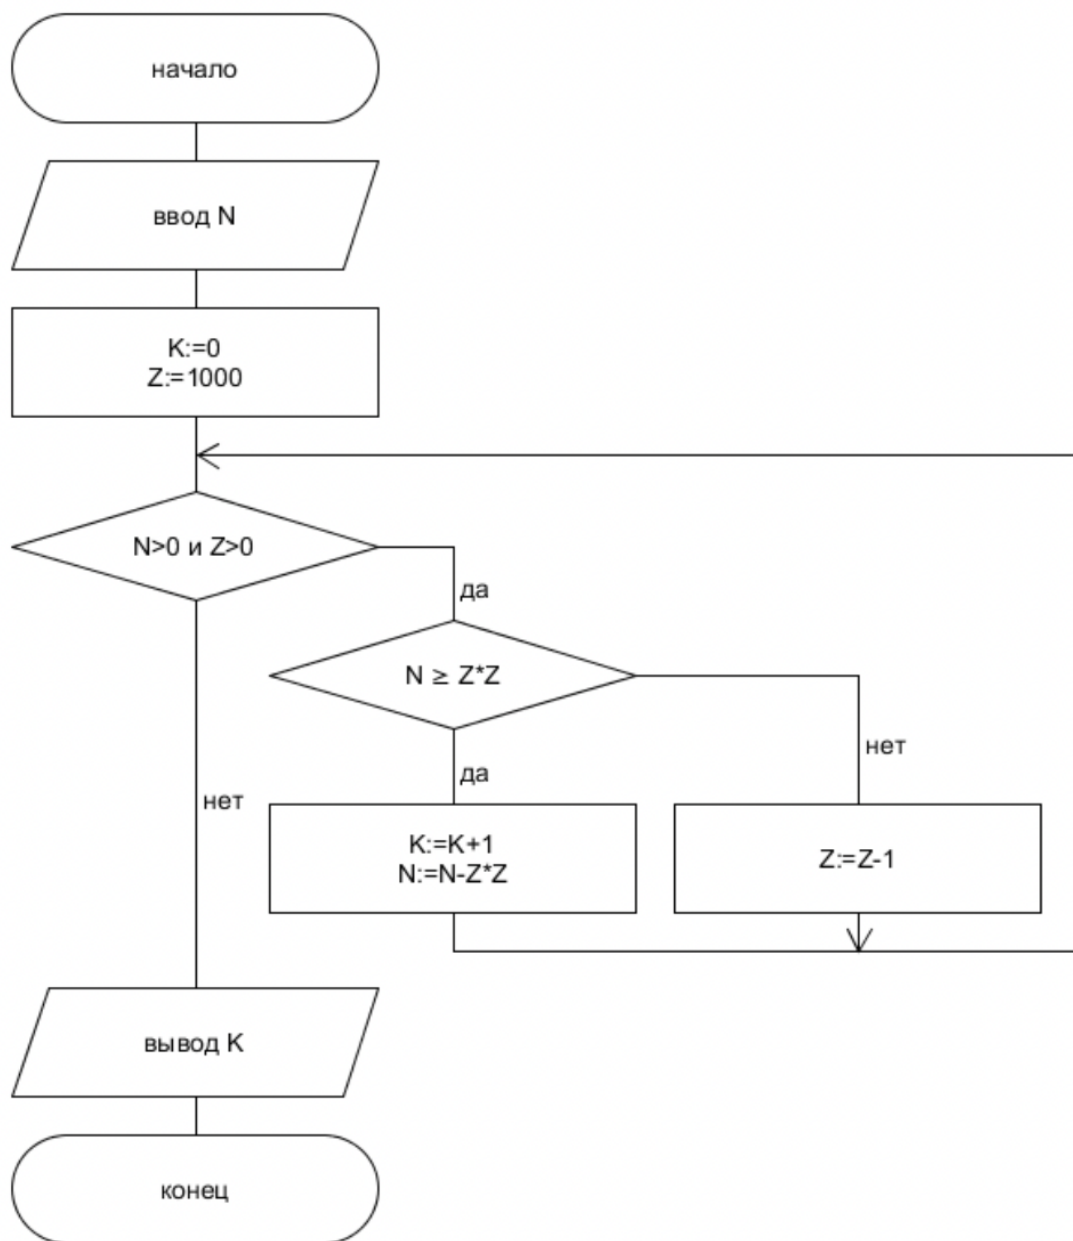 начало
ввод N
K:=0
Z:=1000
N>0 и Z>0
да
N ≥ Z*Z
нет
да
нет
K:=K+1
N:=N-Z*Z
Z:=Z-1
вывод K
конец